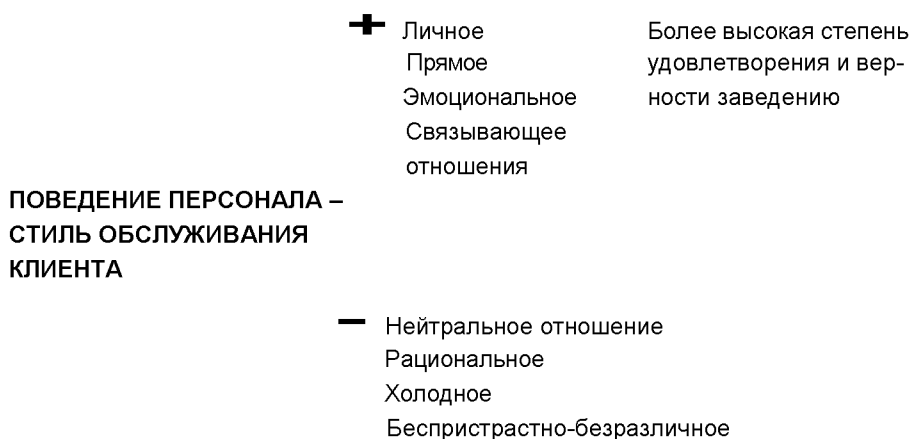 + Личное
Прямое
Эмоциональное
Связывающее
отношения
Более высокая степень
удовлетворения и вер-
ности заведению
ПОВЕДЕНИЕ ПЕРСОНАЛА –
СТИЛЬ ОБСЛУЖИВАНИЯ
КЛИЕНТА
– Нейтральное отношение
Рациональное
Холодное
Беспристрастно-безразличное